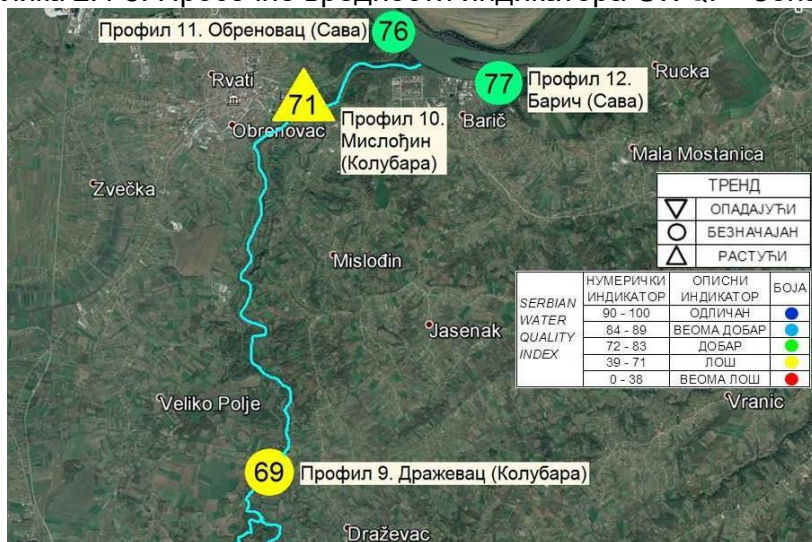 Профил 11. Обреновац (Сава)
76
Rvati
71
Obrenovac
Профил 10.
Мислођин
(Колубара)
77
Профил 12.
Барич (Сава)
Barič
Rucka
Mala Mostanica
Zvečka
ТРЕНД
ОПАДАЈУЋИ
БЕЗНАЧАЈАН
РАСТУЋИ
Mislođin
SERBIAN
WATER
QUALITY
INDEX
НУМЕРИЧКИ ИНДИКАТОР ОПИСНИ ИНДИКАТОР БОЈА
90 - 100 ОДЛИЧАН
84 - 89 ВЕОМА ДОБАР
72 - 83 ДОБАР
39 - 71 ЛОШ
0 - 38 ВЕОМА ЛОШ
Jasenak
Veliko Polje
Vranic
69
Профил 9. Дражевац (Колубара)
Draževac